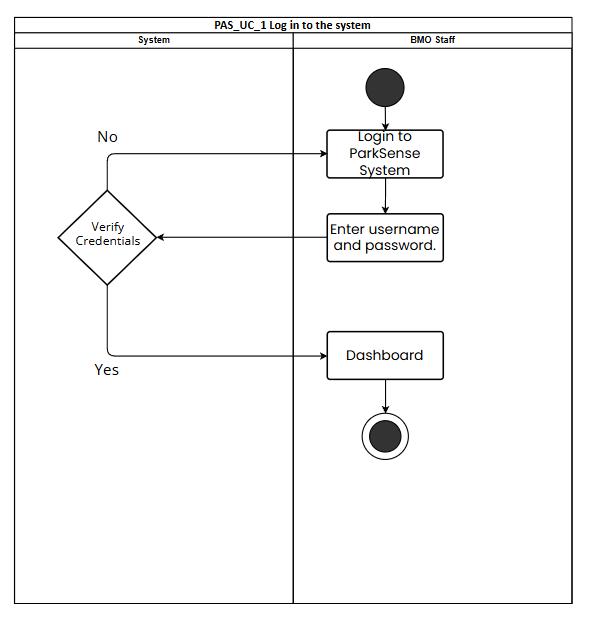 PAS_UC_1 Log in to the system
System
BMO Staff
No
Login to
ParkSense
System
Verify
Credentials
Enter username
and password.
Dashboard
Yes